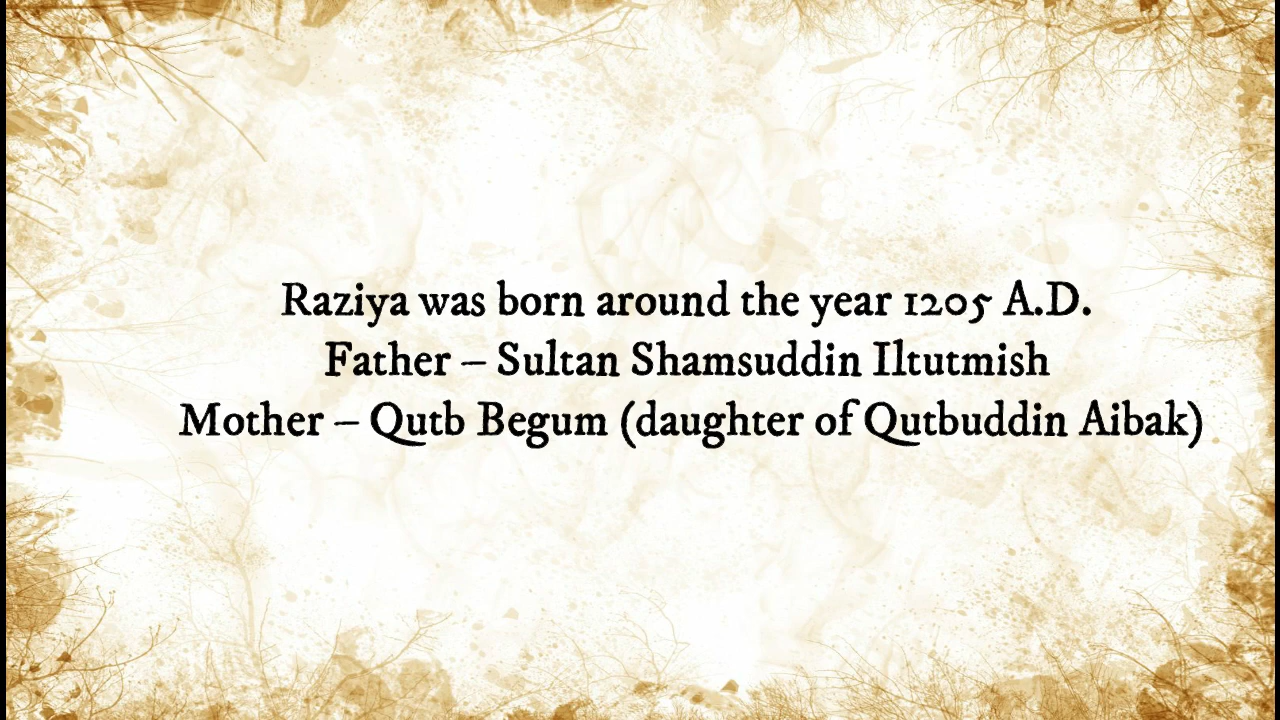 Raziya was born around the year 1205 A.D.
Father – Sultan Shamsuddin Iltutmish
Mother – Qutb Begum (daughter of Qutbuddin Aibak)